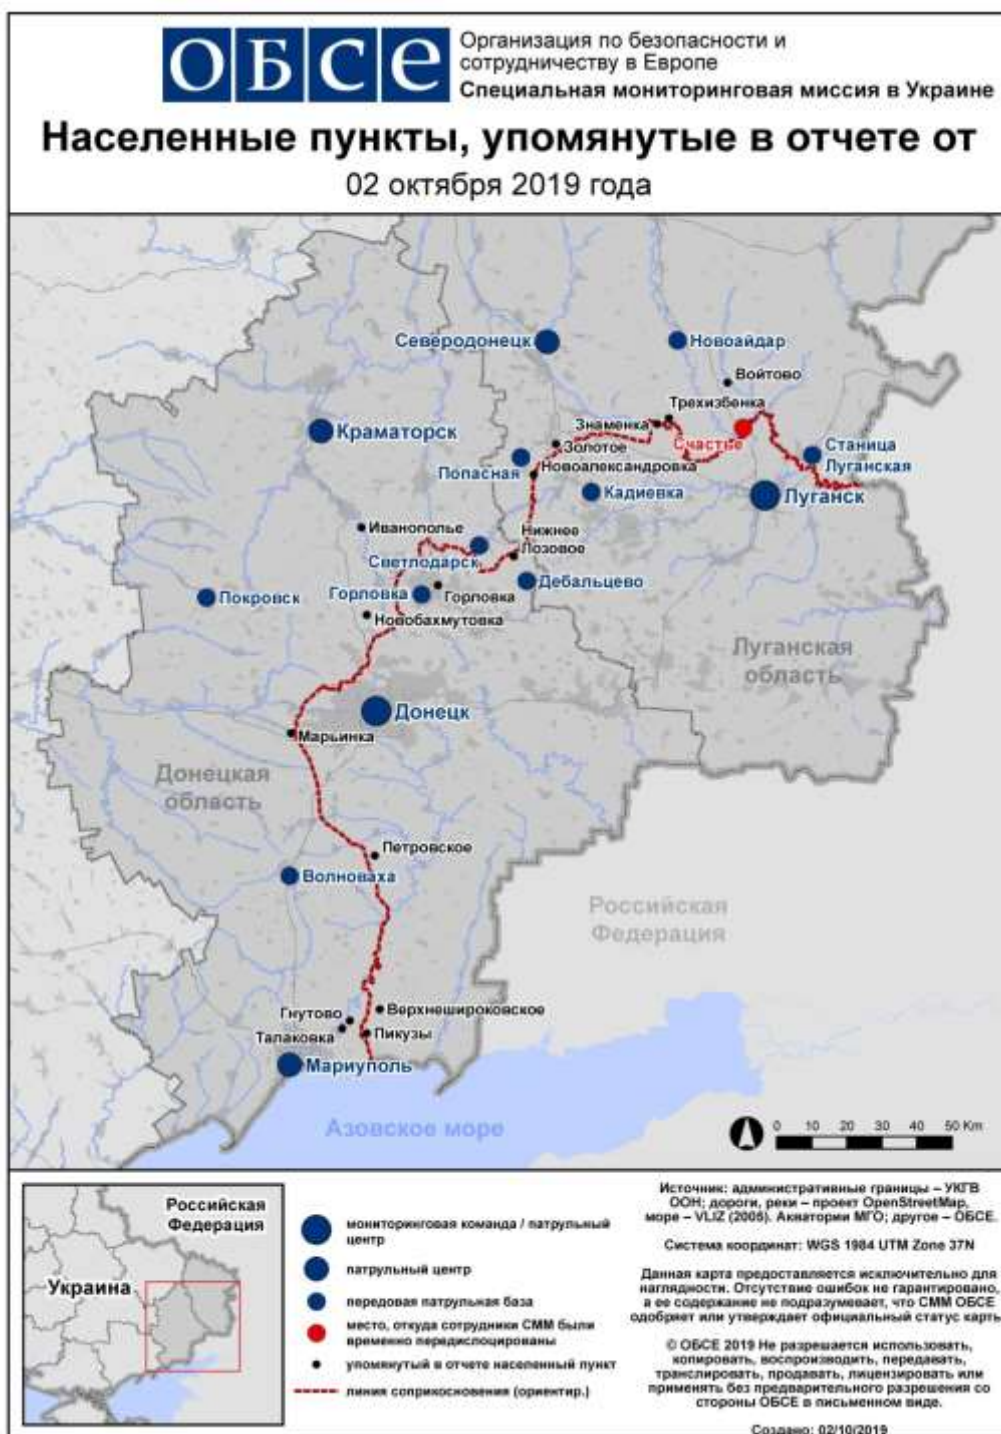 ОБСЕ
Организация по безопасности и
сотрудничеству в Европе
Специальная мониторинговая миссия в Украине
Населенные пункты, упомянутые в отчете от
02 октября 2019 года
Северодонецк
Новоайдар
Войтово
Трехизбенка
Знаменка
Счастье
Краматорск
Золотое
Станица
Луганская
Попасная
Новоалександровка
Кадиевка
Луганск
Иванополье
Нижнее
Лозовое
Светлодарск
Дебальцево
Покровск
Горловка
Горловка
Новобахмутовка
Луганская
область
Донецк
Марьинка
Донецкая
область
Петровское
Волноваха
Российская
Федерация
Гнутово
Верхнешироковское
Талаковка
Пикузы
Мариуполь
Азовское море
0 10 20 30 40 50 Km
Российская
Федерация
Украина
мониторинговая команда / патрульный
центр
патрульный центр
передовая патрульная база
место, откуда сотрудники СММ были
временно передислоцированы
упомянутый в отчете населенный пункт
линия соприкосновения (ориентир.)
Источник: административные границы – УКГВ
ООН; дороги, реки – проект OpenStreetMap,
море – VLIZ (2005). Акватории МГО; другое – ОБСЕ.
Система координат: WGS 1984 UTM Zone 37N
Данная карта предоставляется исключительно для
наглядности. Отсутствие ошибок не гарантировано,
а ее содержание не подразумевает, что СММ ОБСЕ
одобряет или утверждает официальный статус карты
© ОБСЕ 2019 Не разрешается использовать,
копировать, воспроизводить, передавать,
транслировать, продавать, лицензировать или
применять без предварительного разрешения со
стороны ОБСЕ в письменном виде.
Создано: 02/10/2019